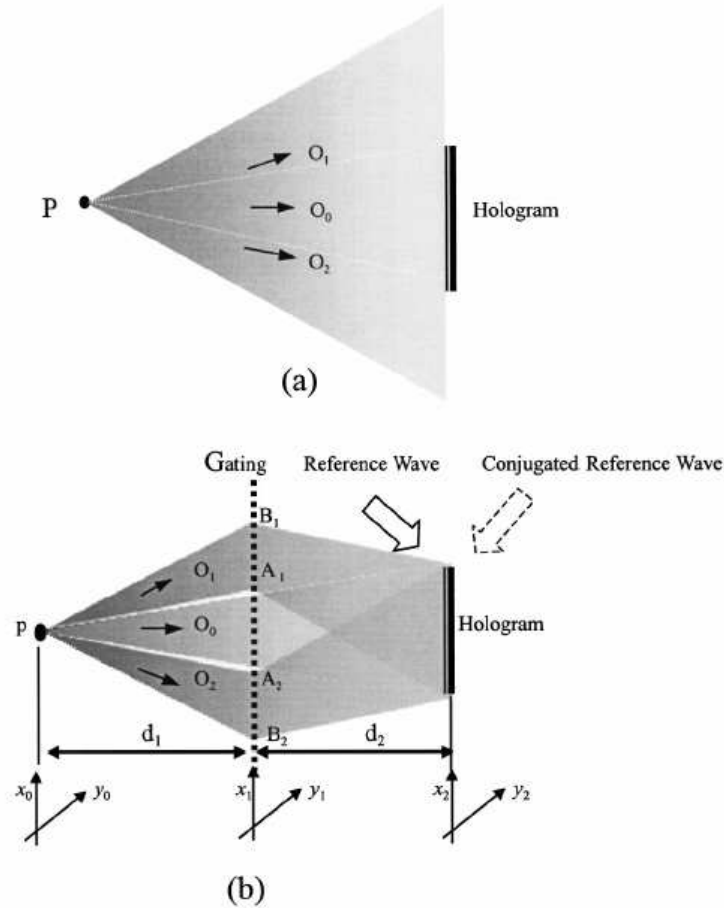 O₁
P
O₀
Hologram
O₂
(a)
Gating
Reference Wave
Conjugated Reference Wave
B₁
O₁
A₁
p
O₀
Hologram
O₂
A₂
B₂
d₁
d₂
x₀
y₀
x₁
y₁
x₂
y₂
(b)